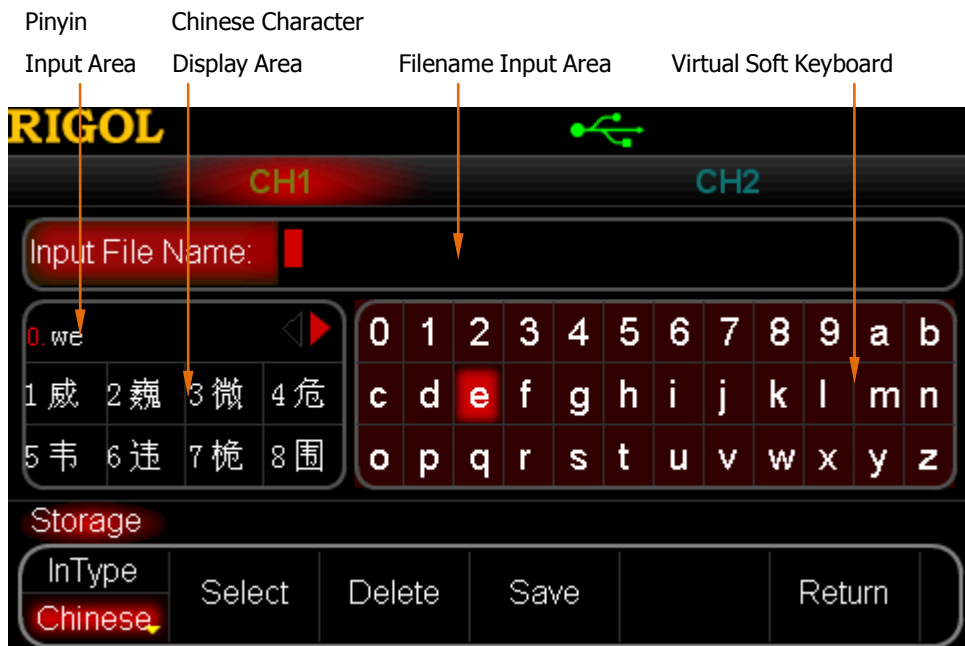 Pinyin
Input Area
Chinese Character
Display Area
Filename Input Area
Virtual Soft Keyboard
RIGOL
CH1 CH2
Input File Name:
0.we
1威 2巍 3微 4危
5韦 6违 7桅 8围
0 1 2 3 4 5 6 7 8 9 a b
c d e f g h i j k l m n
o p q r s t u v w x y z
Storage
InType
Chinese
Select Delete Save Return